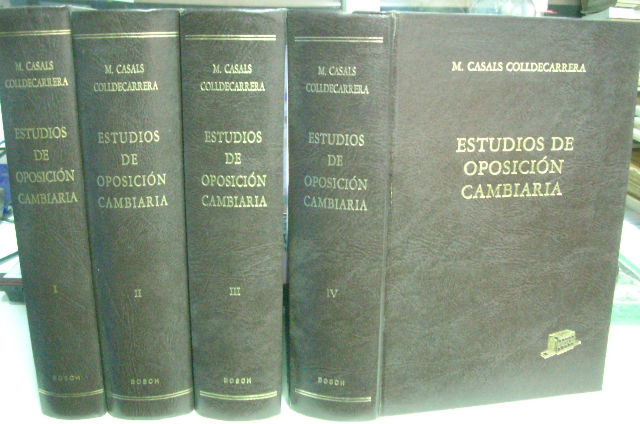 M. CASALS
COLLDECARRERA
ESTUDIOS
DE
OPOSICIÓN
CAMBIARIA
I
BOSCH
M. CASALS
COLLDECARRERA
ESTUDIOS
DE
OPOSICIÓN
CAMBIARIA
II
BOSCH
M. CASALS
COLLDECARRERA
ESTUDIOS
DE
OPOSICIÓN
CAMBIARIA
III
BOSCH
M. CASALS
COLLDECARRERA
ESTUDIOS
DE
OPOSICIÓN
CAMBIARIA
IV
BOSCH
M. CASALS COLLDECARRERA
ESTUDIOS DE
OPOSICIÓN
CAMBIARIA
BOSCH